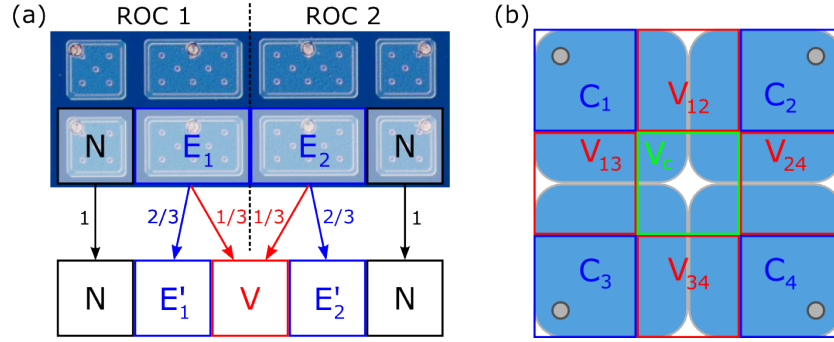 (a) ROC 1 ROC 2 (b)
N E₁ E₂ N
1 2/3 1/3 1/3 2/3 1
N E'₁ V E'₂ N
C₁ V₁₂ C₂
V₁₃ V_c V₂₄
C₃ V₃₄ C₄